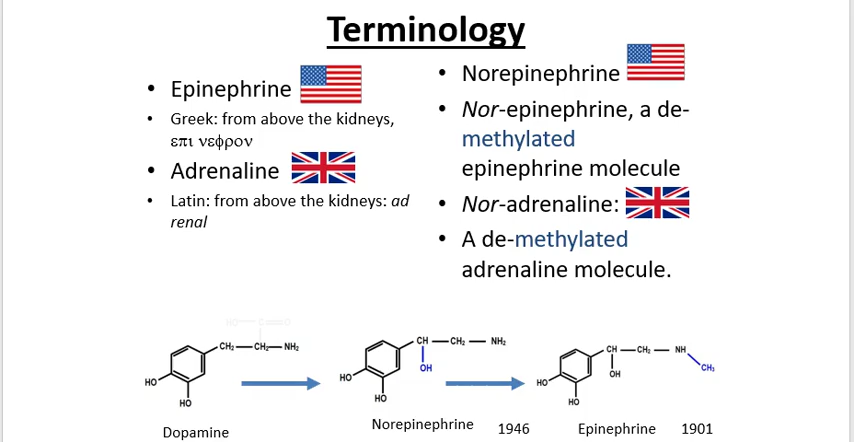 Terminology
• Epinephrine
• Greek: from above the kidneys,
επι νεφρον
• Adrenaline
• Latin: from above the kidneys: ad
renal
• Norepinephrine
• Nor-epinephrine, a de-
methylated
epinephrine molecule
• Nor-adrenaline:
• A de-methylated
adrenaline molecule.
HO C O
CH₂ CH₂ NH₂
HO
HO
Dopamine
CH CH₂ NH₂
OH
HO
HO
Norepinephrine 1946
CH CH₂ NH
CH₃
OH
HO
HO
Epinephrine 1901